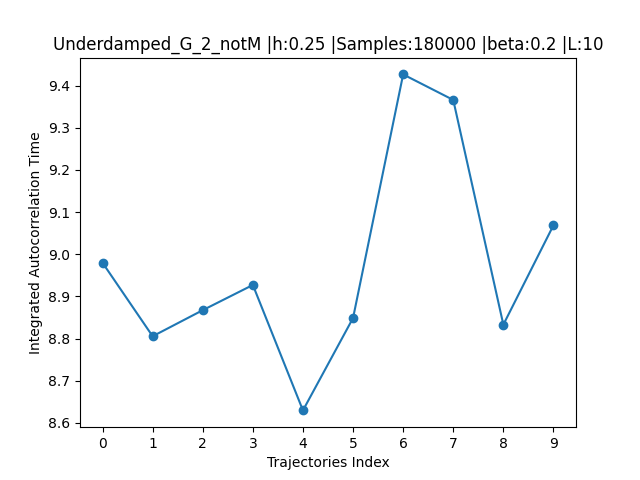 Underdamped_G_2_notM |h:0.25 |Samples:180000 |beta:0.2 |L:10
Integrated Autocorrelation Time
9.4
9.3
9.2
9.1
9.0
8.9
8.8
8.7
8.6
0 1 2 3 4 5 6 7 8 9
Trajectories Index